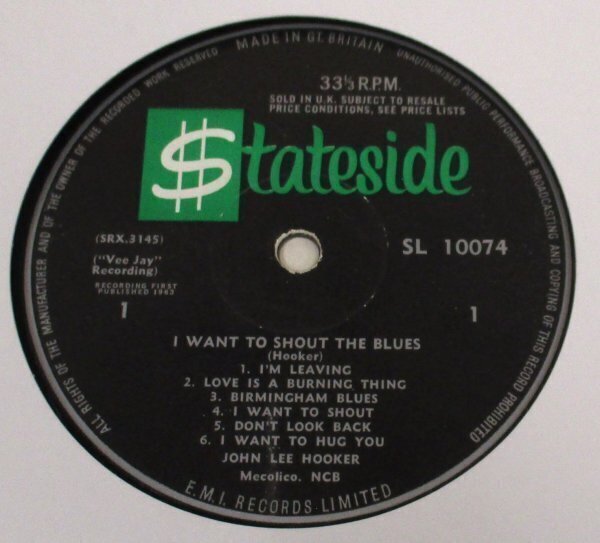 ALL RIGHTS OF THE MANUFACTURER AND OF THE OWNER OF THE RECORDED WORK RESERVED
MADE IN GT. BRITAIN
UNAUTHORISED PUBLIC PERFORMANCE BROADCASTING AND COPYING OF THIS RECORD PROHIBITED
33⅓ R.P.M.
SOLD IN U.K. SUBJECT TO RESALE
PRICE CONDITIONS, SEE PRICE LISTS
$tateside
(SRX.3145)
("Vee Jay"
Recording)
RECORDING FIRST
PUBLISHED 1963
1
SL 10074
1
I WANT TO SHOUT THE BLUES
(Hooker)
1. I'M LEAVING
2. LOVE IS A BURNING THING
3. BIRMINGHAM BLUES
4. I WANT TO SHOUT
5. DON'T LOOK BACK
6. I WANT TO HUG YOU
JOHN LEE HOOKER
Mecolico. NCB
E.M.I. RECORDS LIMITED